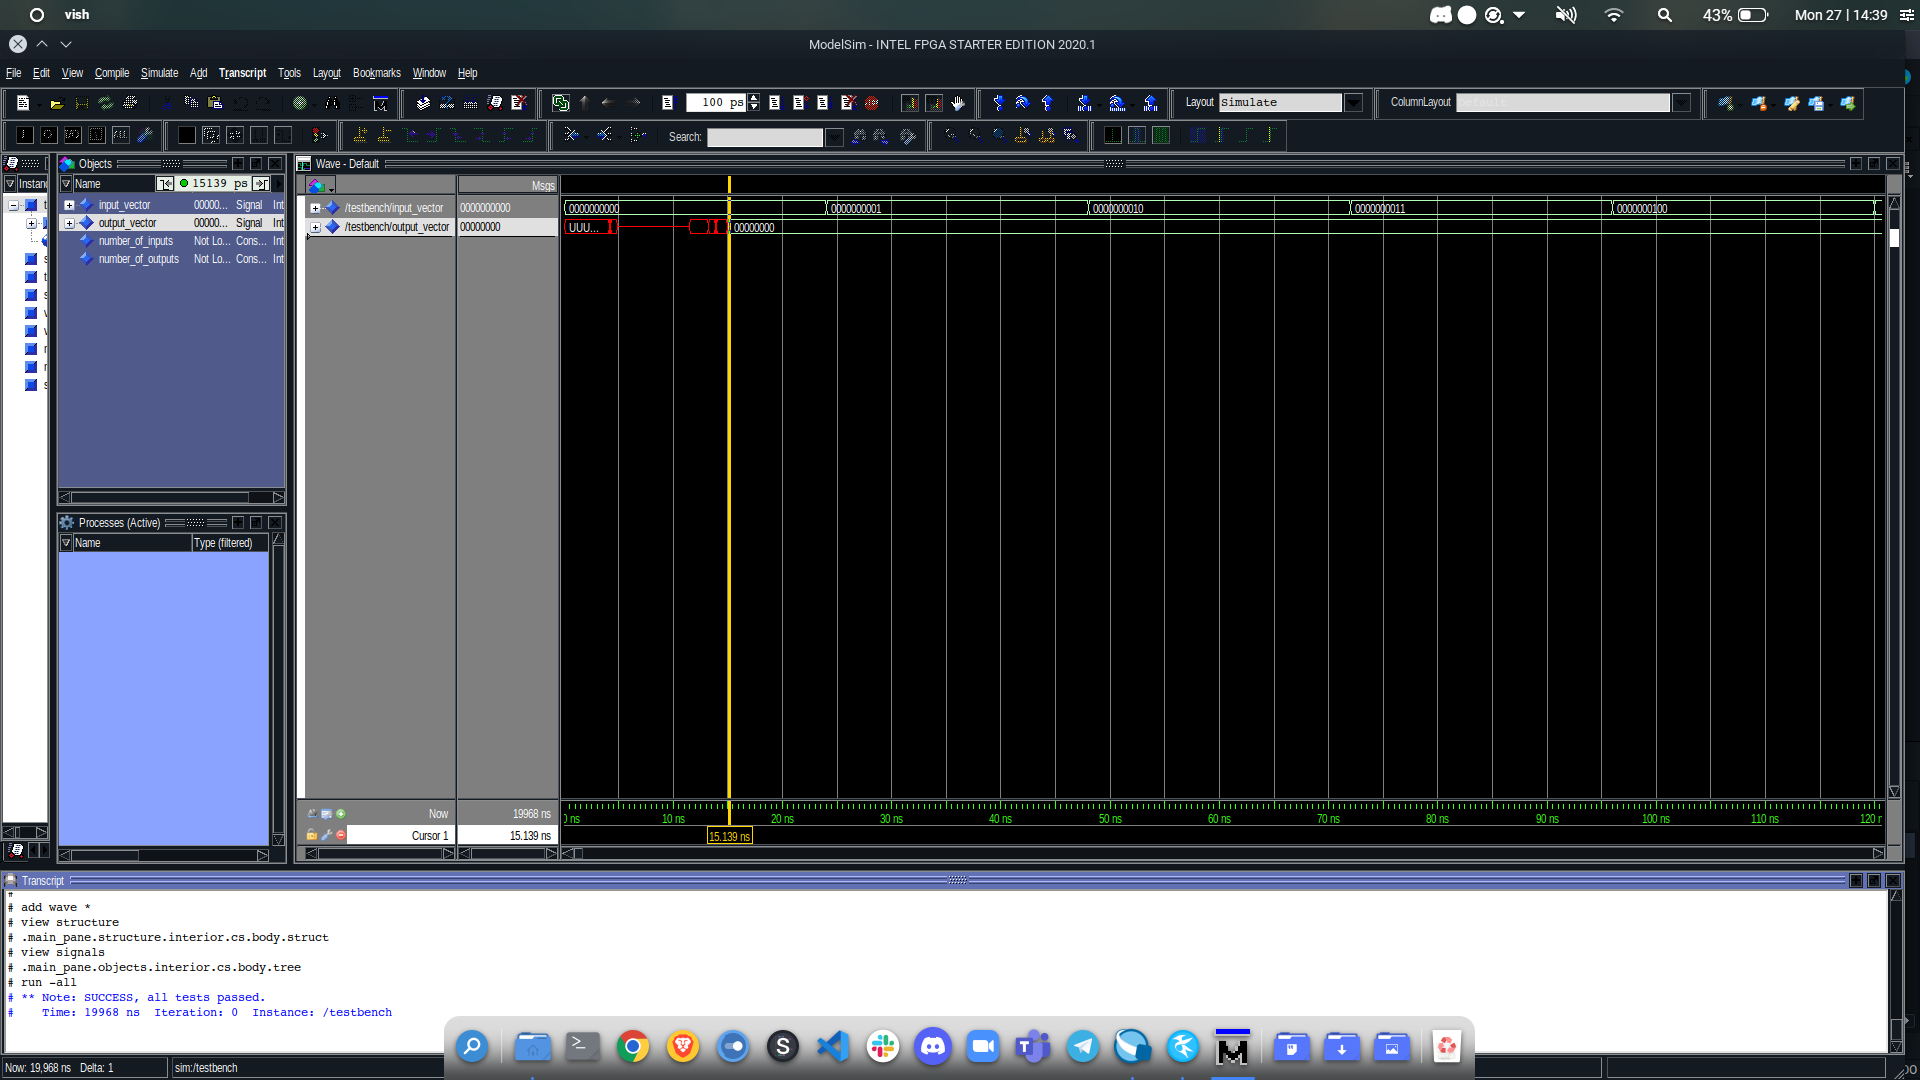 vish
43%
Mon 27 | 14:39
ModelSim - INTEL FPGA STARTER EDITION 2020.1
File Edit View Compile Simulate Add Transcript Tools Layout Bookmarks Window Help
100 ps
Layout Simulate
ColumnLayout Default
Search:
Instan
Objects
Name 15139 ps
input_vector 00000... Signal Int
output_vector 00000... Signal Int
number_of_inputs Not Lo... Cons... Int
number_of_outputs Not Lo... Cons... Int
Processes (Active)
Name Type (filtered)
Wave - Default
Msgs
/testbench/input_vector 0000000000 0000000000 0000000001 0000000010 0000000011 0000000100
/testbench/output_vector 00000000 UUU... 00000000
Now 19968 ns
0 ns 10 ns 20 ns 30 ns 40 ns 50 ns 60 ns 70 ns 80 ns 90 ns 100 ns 110 ns 120 n
Cursor 1 15.139 ns 15.139 ns
Transcript
#
# add wave *
# view structure
# .main_pane.structure.interior.cs.body.struct
# view signals
# .main_pane.objects.interior.cs.body.tree
# run -all
# ** Note: SUCCESS, all tests passed.
# Time: 19968 ns Iteration: 0 Instance: /testbench
Now: 19,968 ns Delta: 1
sim:/testbench